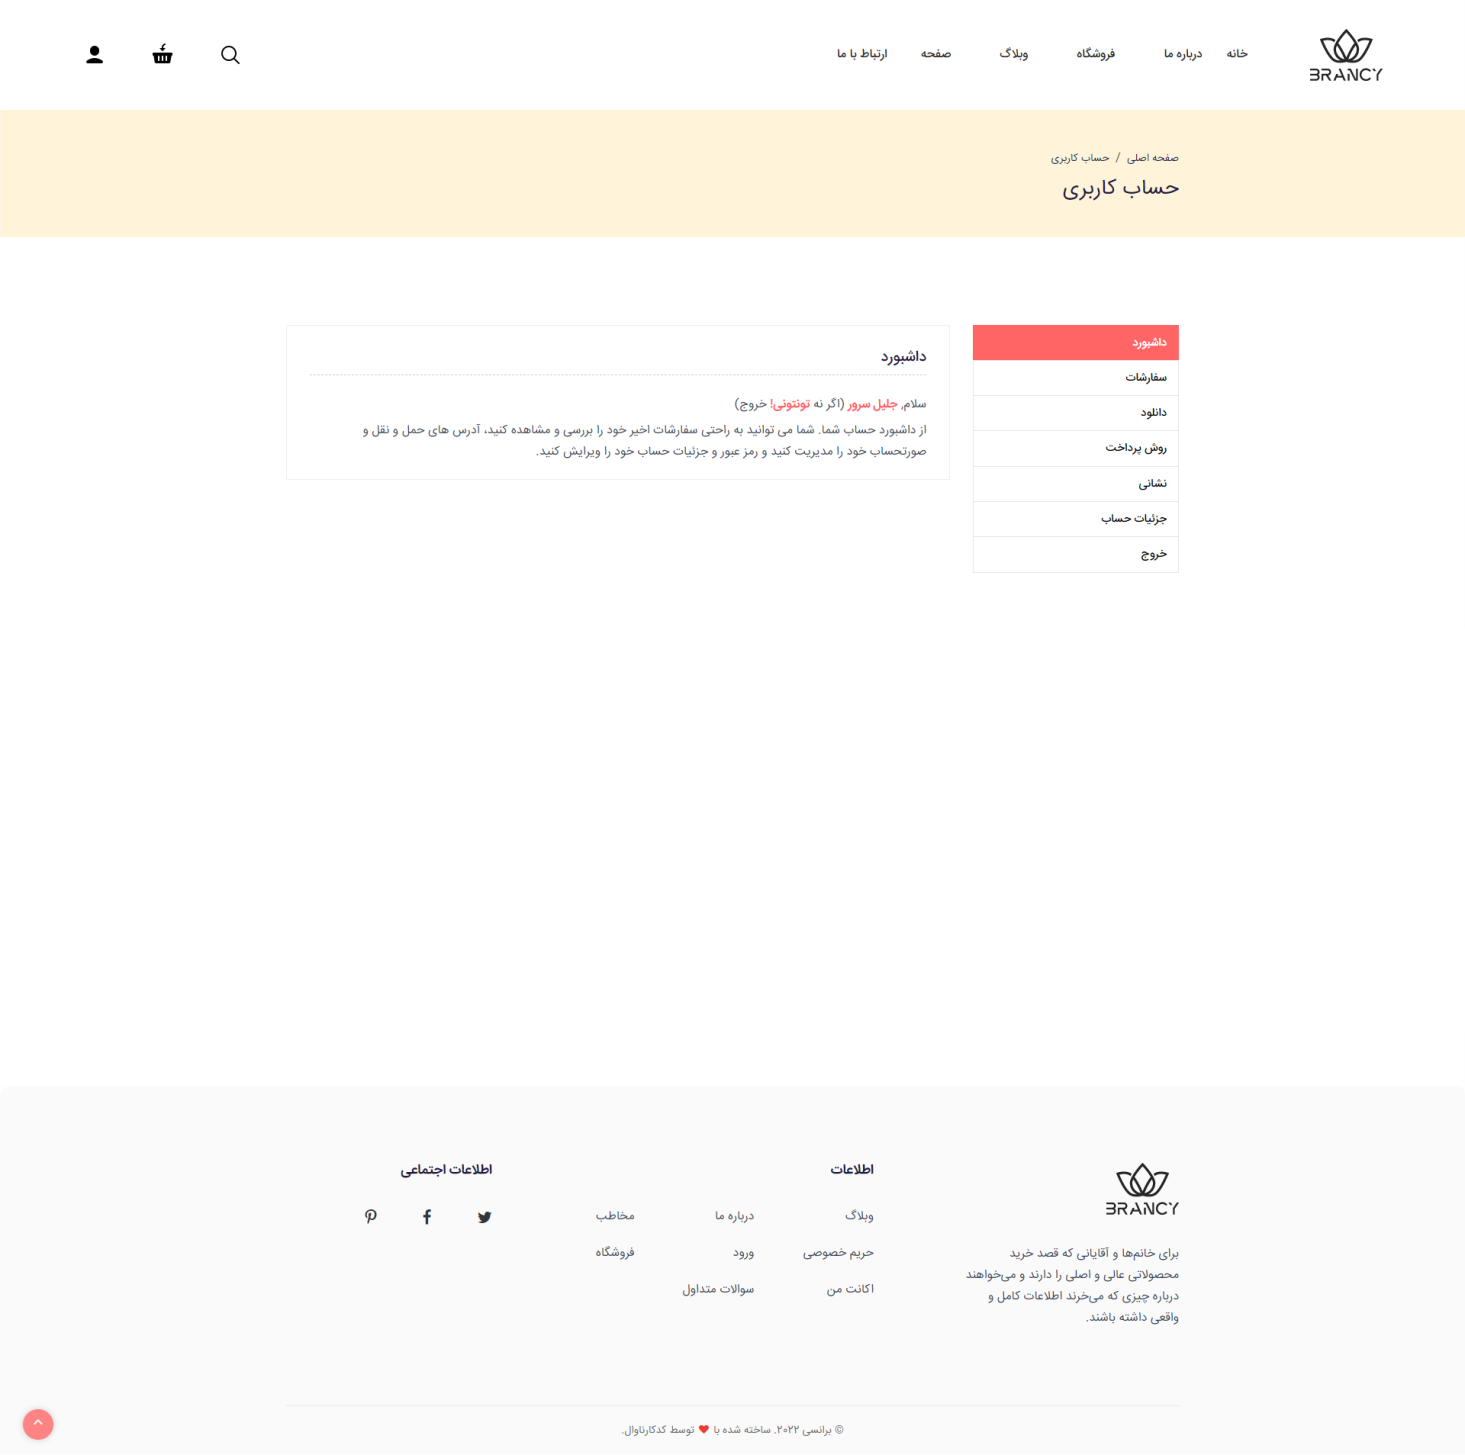 BRANCY
خانه
درباره ما
فروشگاه
وبلاگ
صفحه
ارتباط با ما
صفحه اصلی / حساب کاربری
حساب کاربری
داشبورد
سفارشات
دانلود
روش پرداخت
نشانی
جزئیات حساب
خروج
داشبورد
سلام, جلیل سرور (اگر نه تونتونی! خروج)
از داشبورد حساب شما. شما می توانید به راحتی سفارشات اخیر خود را بررسی و مشاهده کنید، آدرس های حمل و نقل و
صورتحساب خود را مدیریت کنید و رمز عبور و جزئیات حساب خود را ویرایش کنید.
BRANCY
برای خانم‌ها و آقایانی که قصد خرید
محصولاتی عالی و اصلی را دارند و می‌خواهند
درباره چیزی که می‌خرند اطلاعات کامل و
واقعی داشته باشند.
اطلاعات
وبلاگ
درباره ما
مخاطب
حریم خصوصی
ورود
فروشگاه
اکانت من
سوالات متداول
اطلاعات اجتماعی
© برانسی ۲۰۲۲. ساخته شده با ❤ توسط کدکارناوال.